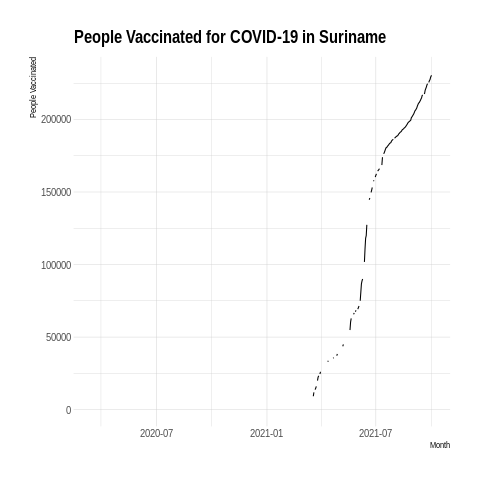 People Vaccinated for COVID-19 in Suriname
People Vaccinated
200000
150000
100000
50000
0
2020-07
2021-01
2021-07
Month